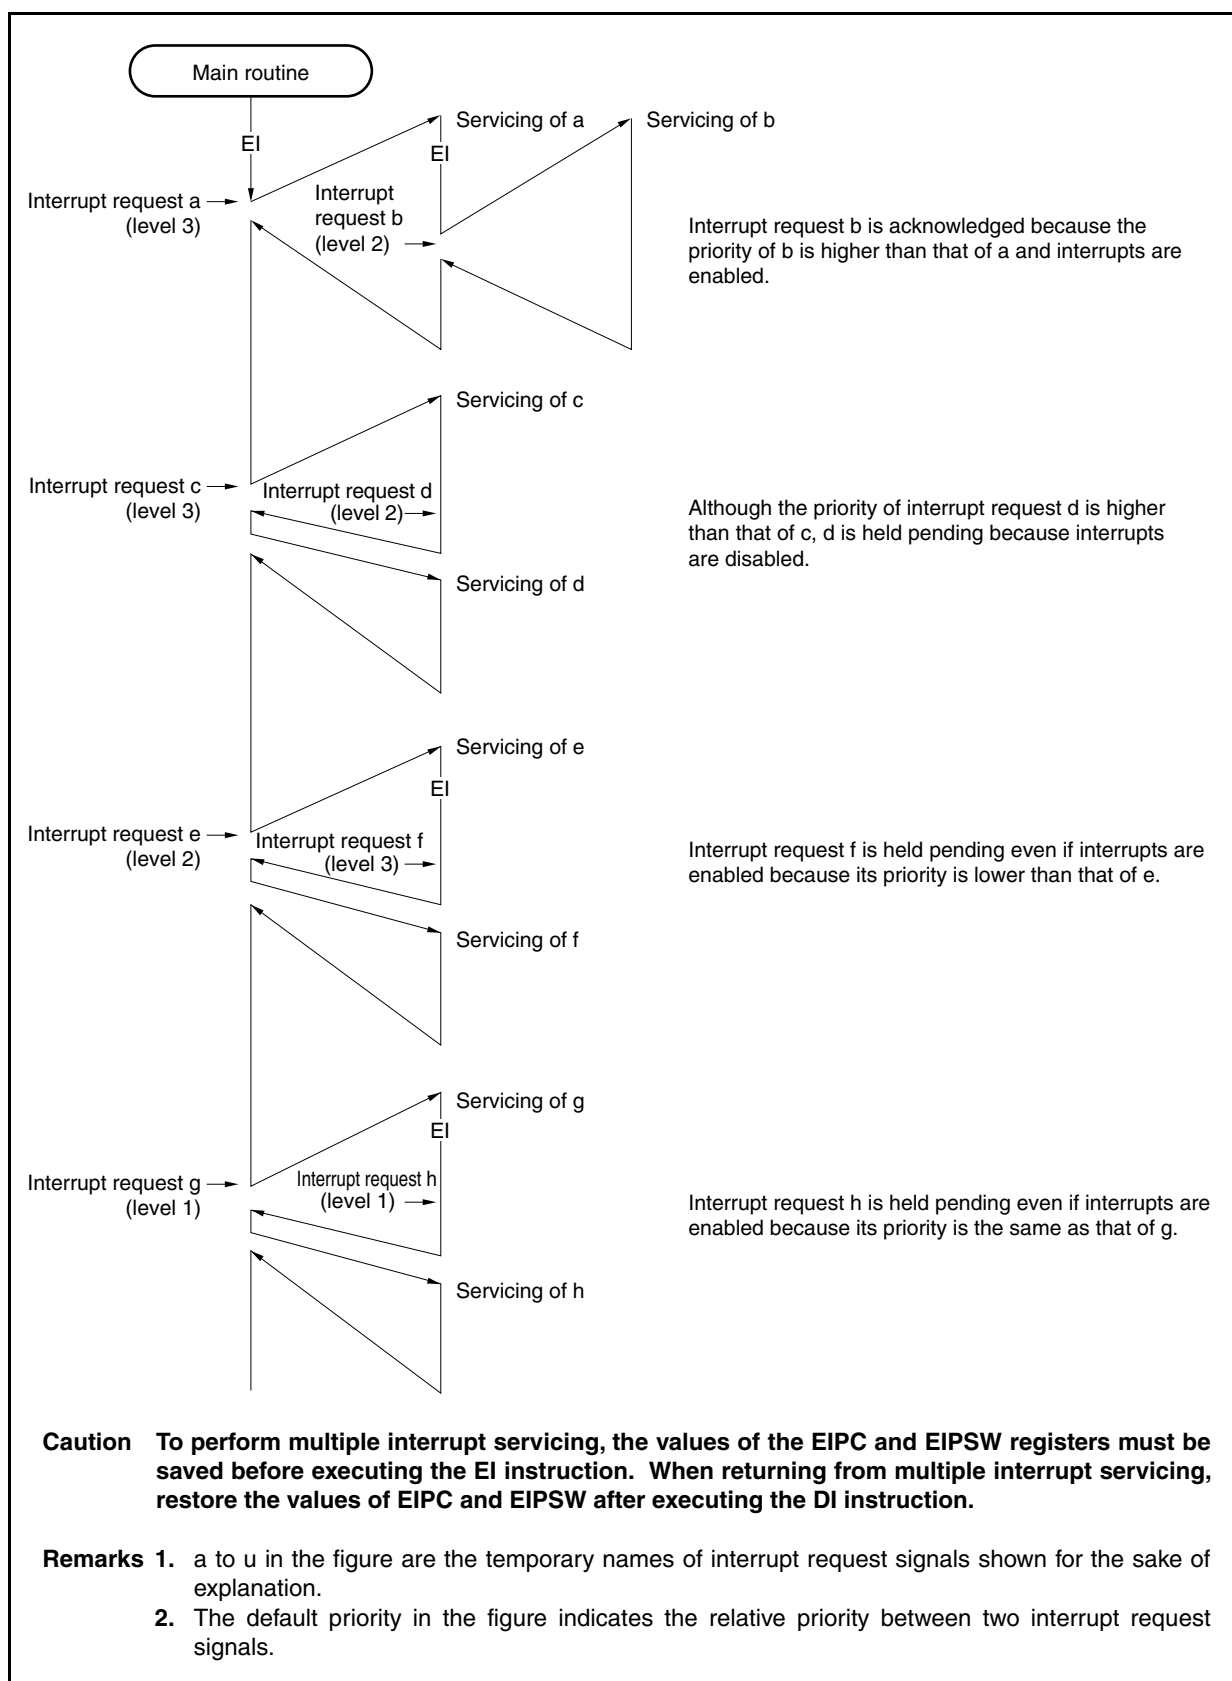 Main routine
EI
Servicing of a
Servicing of b
EI
Interrupt request a
(level 3)
Interrupt
request b
(level 2)
Interrupt request b is acknowledged because the
priority of b is higher than that of a and interrupts are
enabled.
Servicing of c
Interrupt request c
(level 3)
Interrupt request d
(level 2)
Although the priority of interrupt request d is higher
than that of c, d is held pending because interrupts
are disabled.
Servicing of d
Servicing of e
EI
Interrupt request e
(level 2)
Interrupt request f
(level 3)
Interrupt request f is held pending even if interrupts are
enabled because its priority is lower than that of e.
Servicing of f
Servicing of g
EI
Interrupt request g
(level 1)
Interrupt request h
(level 1)
Interrupt request h is held pending even if interrupts are
enabled because its priority is the same as that of g.
Servicing of h
Caution To perform multiple interrupt servicing, the values of the EIPC and EIPSW registers must be
saved before executing the EI instruction. When returning from multiple interrupt servicing,
restore the values of EIPC and EIPSW after executing the DI instruction.
Remarks 1. a to u in the figure are the temporary names of interrupt request signals shown for the sake of
explanation.
2. The default priority in the figure indicates the relative priority between two interrupt request
signals.